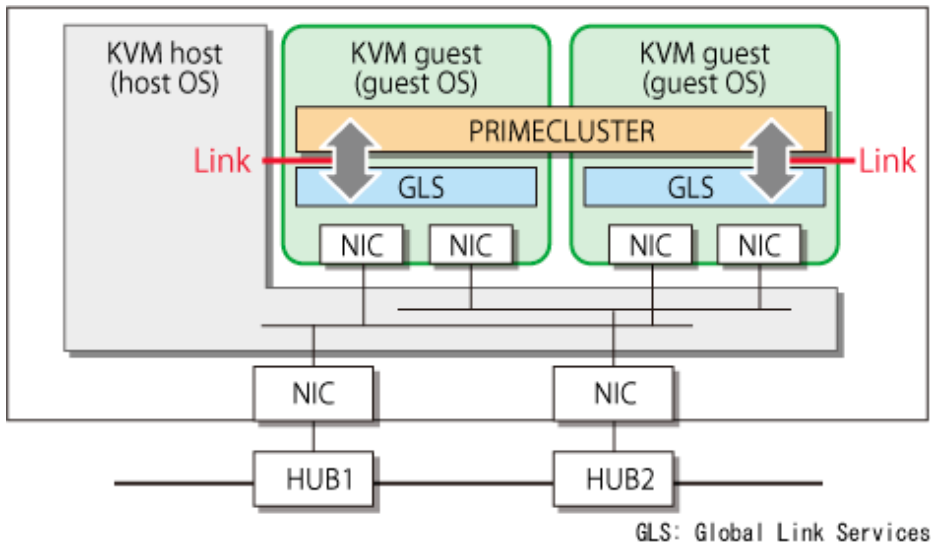 KVM host
(host OS)
KVM guest
(guest OS)
KVM guest
(guest OS)
PRIMECLUSTER
Link
Link
GLS
GLS
NIC
NIC
NIC
NIC
NIC
NIC
HUB1
HUB2
GLS: Global Link Services